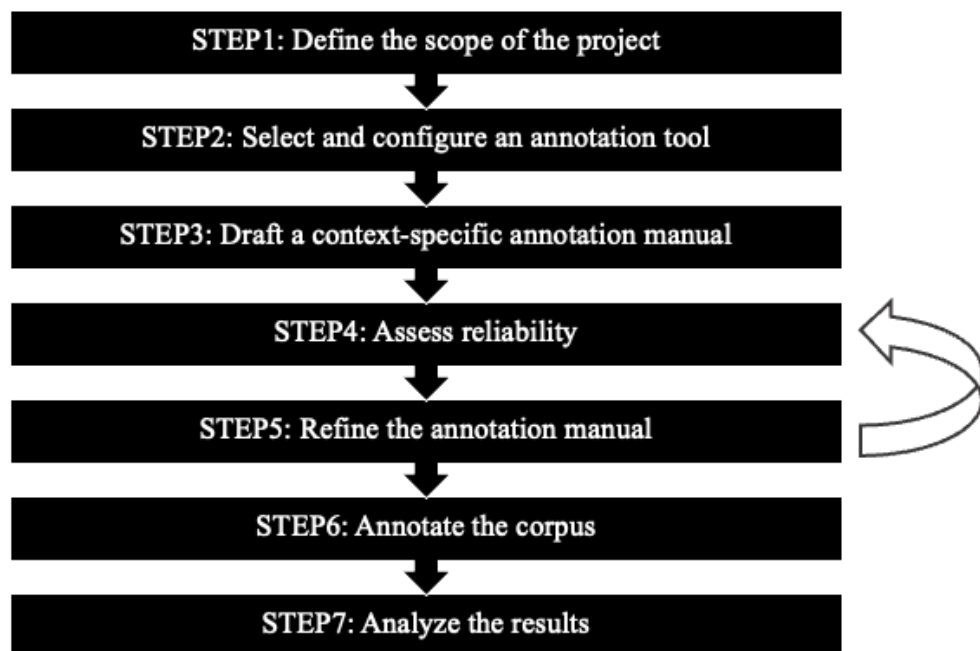 STEP1: Define the scope of the project
STEP2: Select and configure an annotation tool
STEP3: Draft a context-specific annotation manual
STEP4: Assess reliability
STEP5: Refine the annotation manual
STEP6: Annotate the corpus
STEP7: Analyze the results